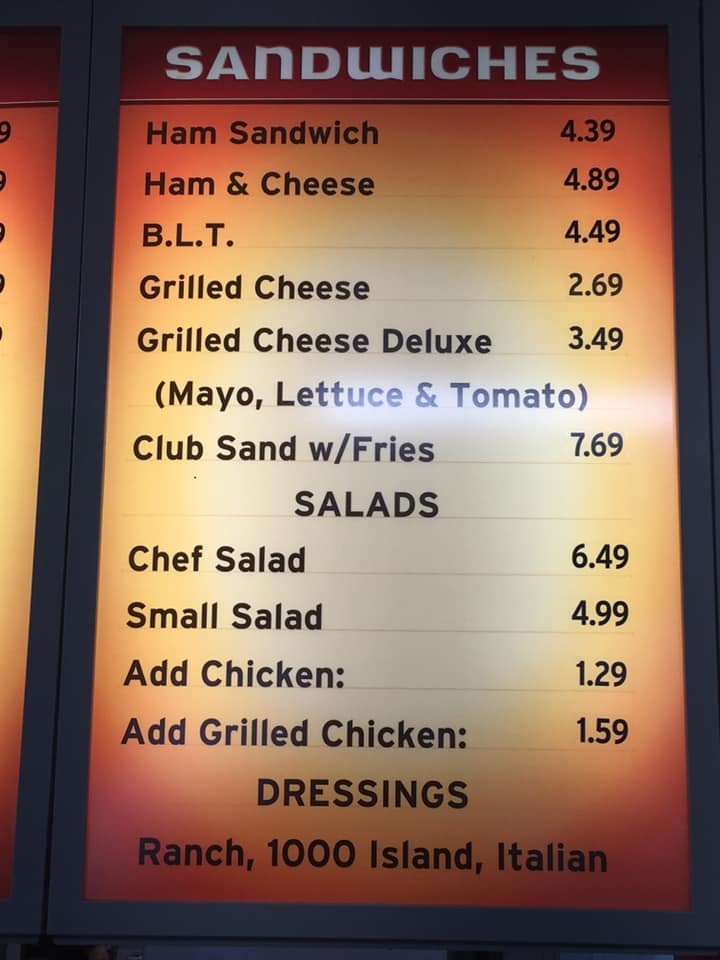 SANDWICHES
Ham Sandwich 4.39
Ham & Cheese 4.89
B.L.T. 4.49
Grilled Cheese 2.69
Grilled Cheese Deluxe 3.49
(Mayo, Lettuce & Tomato)
Club Sand w/Fries 7.69
SALADS
Chef Salad 6.49
Small Salad 4.99
Add Chicken: 1.29
Add Grilled Chicken: 1.59
DRESSINGS
Ranch, 1000 Island, Italian